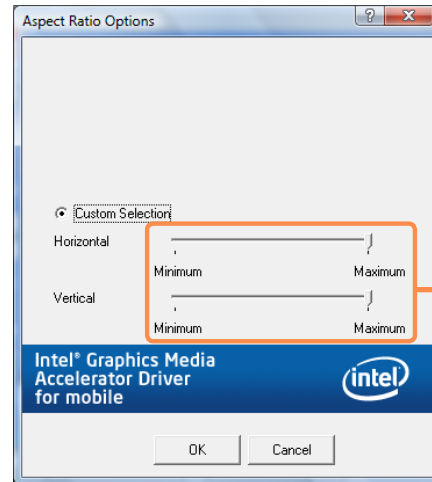 Aspect Ratio Options
Custom Selection
Horizontal
Minimum Maximum
Vertical
Minimum Maximum
Intel® Graphics Media
Accelerator Driver
for mobile
intel
OK Cancel